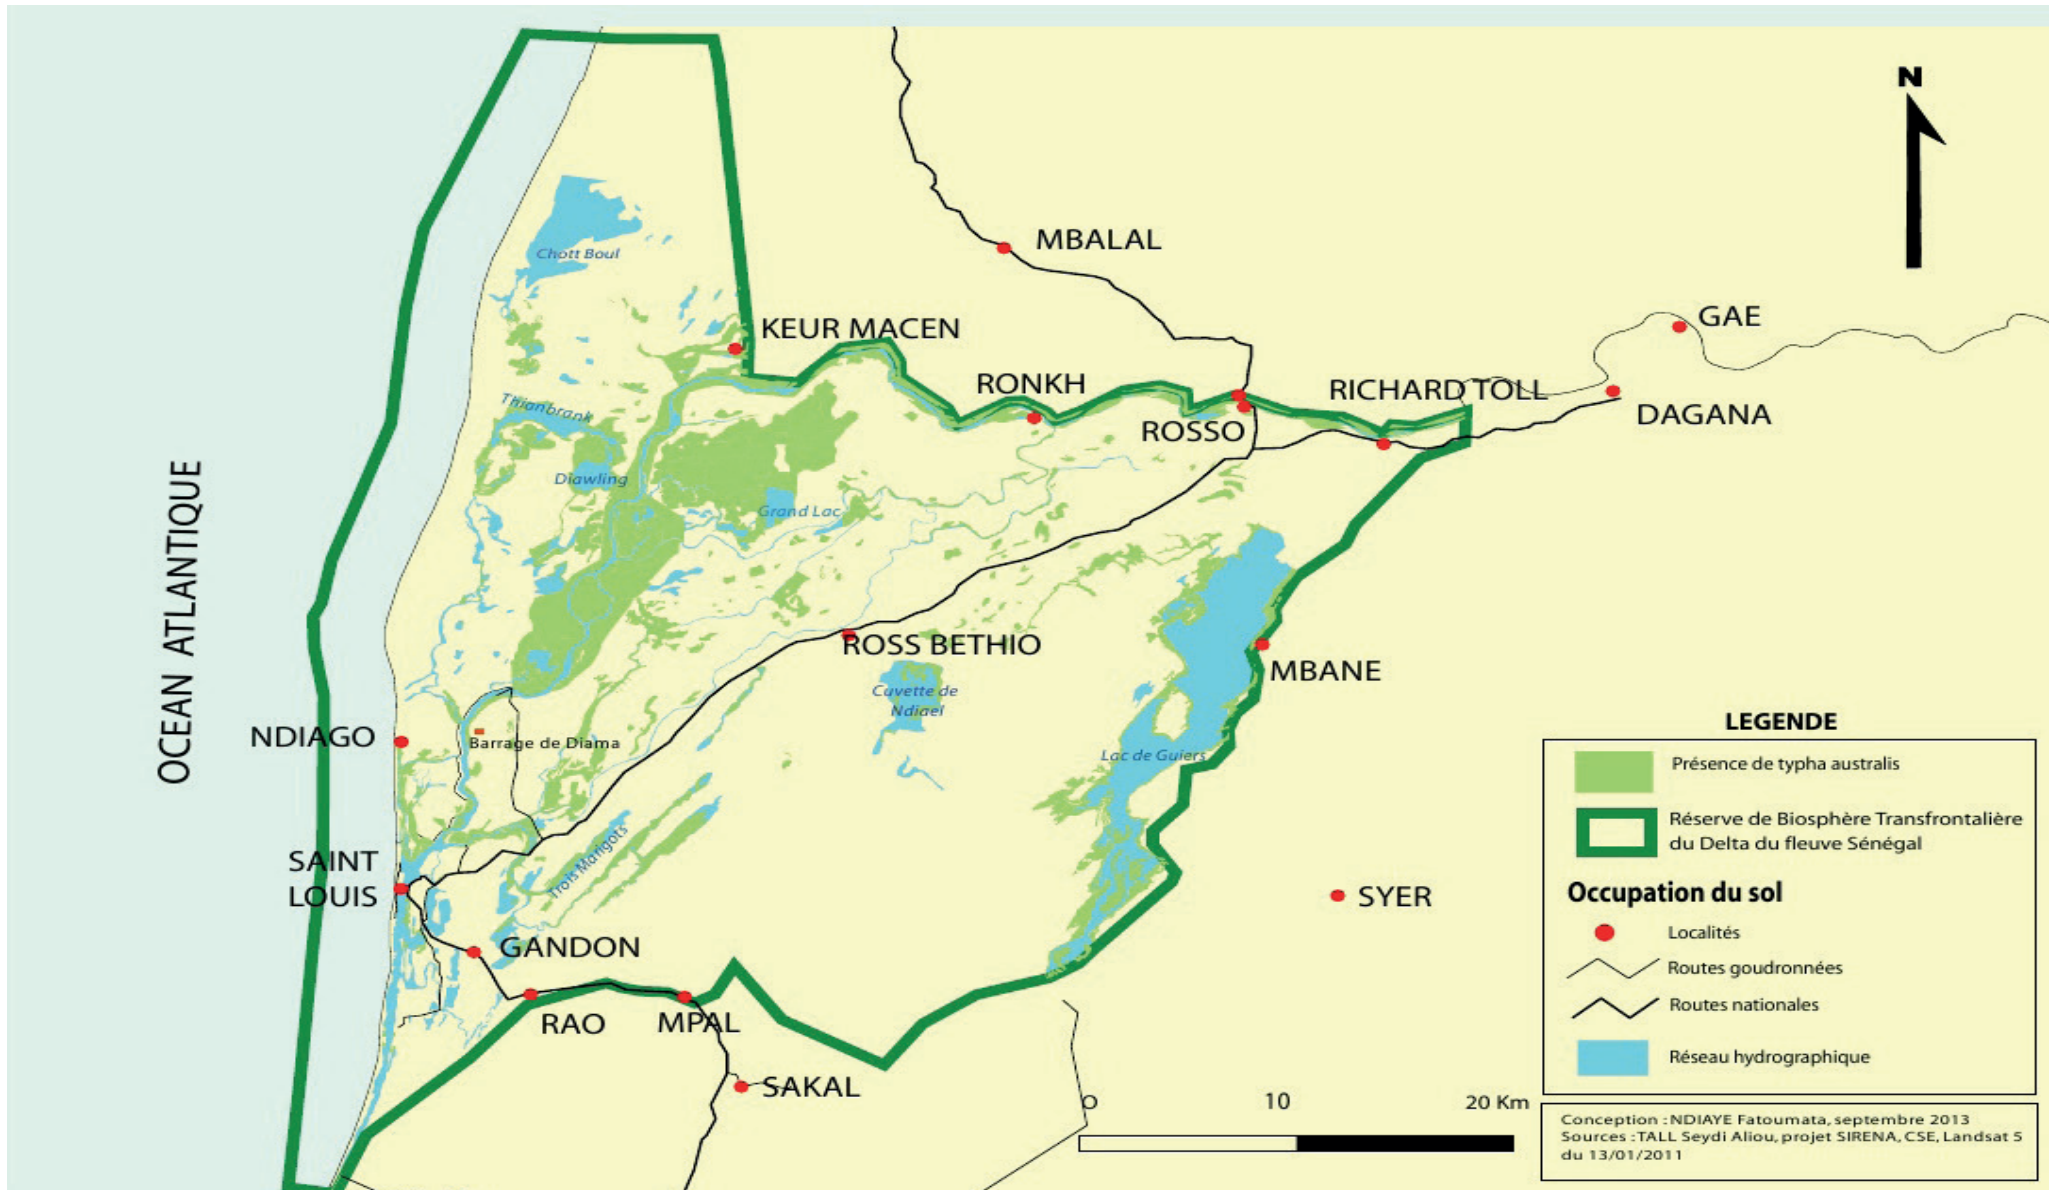 N
Chott Boul
MBALAL
GAE
KEUR MACEN
RONKH
RICHARD TOLL
DAGANA
Thianbrank
ROSSO
Diawling
Grand Lac
OCEAN ATLANTIQUE
ROSS BETHIO
MBANE
Cuvette de
Ndiael
NDIAGO
Barrage de Diama
Lac de Guiers
SAINT
LOUIS
Trois Marigots
SYER
GANDON
RAO
MPAL
SAKAL
O 10 20 Km
LEGENDE
Présence de typha australis
Réserve de Biosphère Transfrontalière
du Delta du fleuve Sénégal
Occupation du sol
Localités
Routes goudronnées
Routes nationales
Réseau hydrographique
Conception : NDIAYE Fatoumata, septembre 2013
Sources : TALL Seydi Aliou, projet SIRENA, CSE, Landsat 5
du 13/01/2011